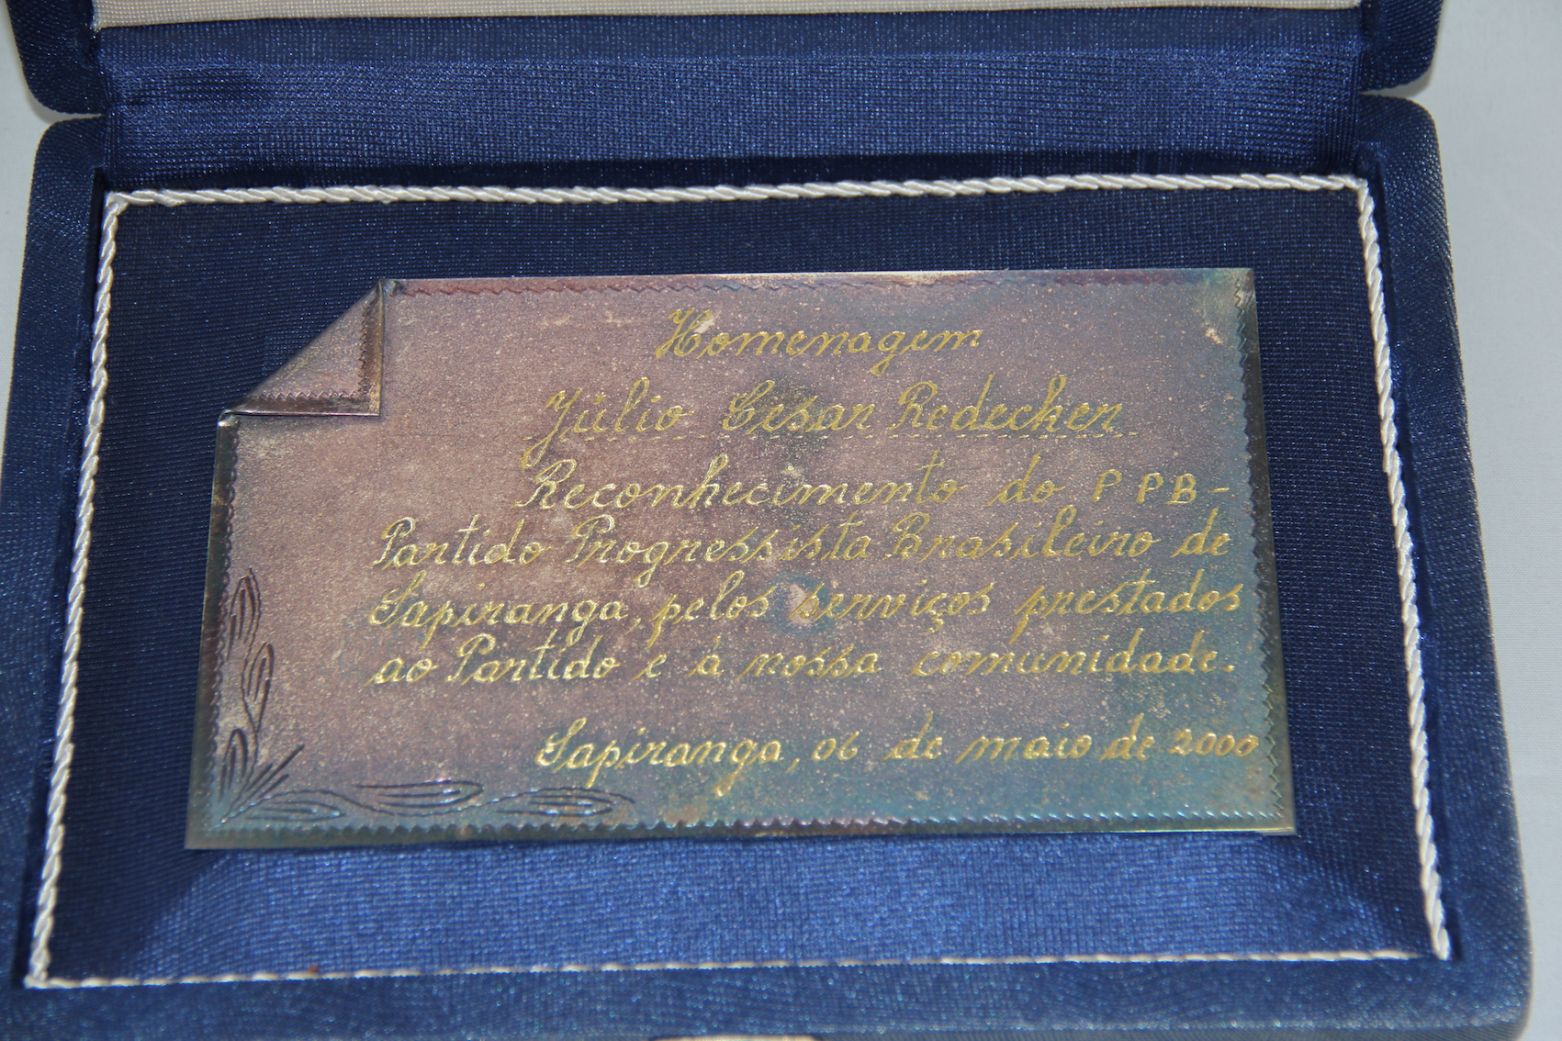 Homenagem
Júlio Cesar Redecker
Reconhecimento do PPB-
Partido Progressista Brasileiro de
Sapiranga, pelos serviços prestados
ao Partido e à nossa comunidade.
Sapiranga, 06 de maio de 2000